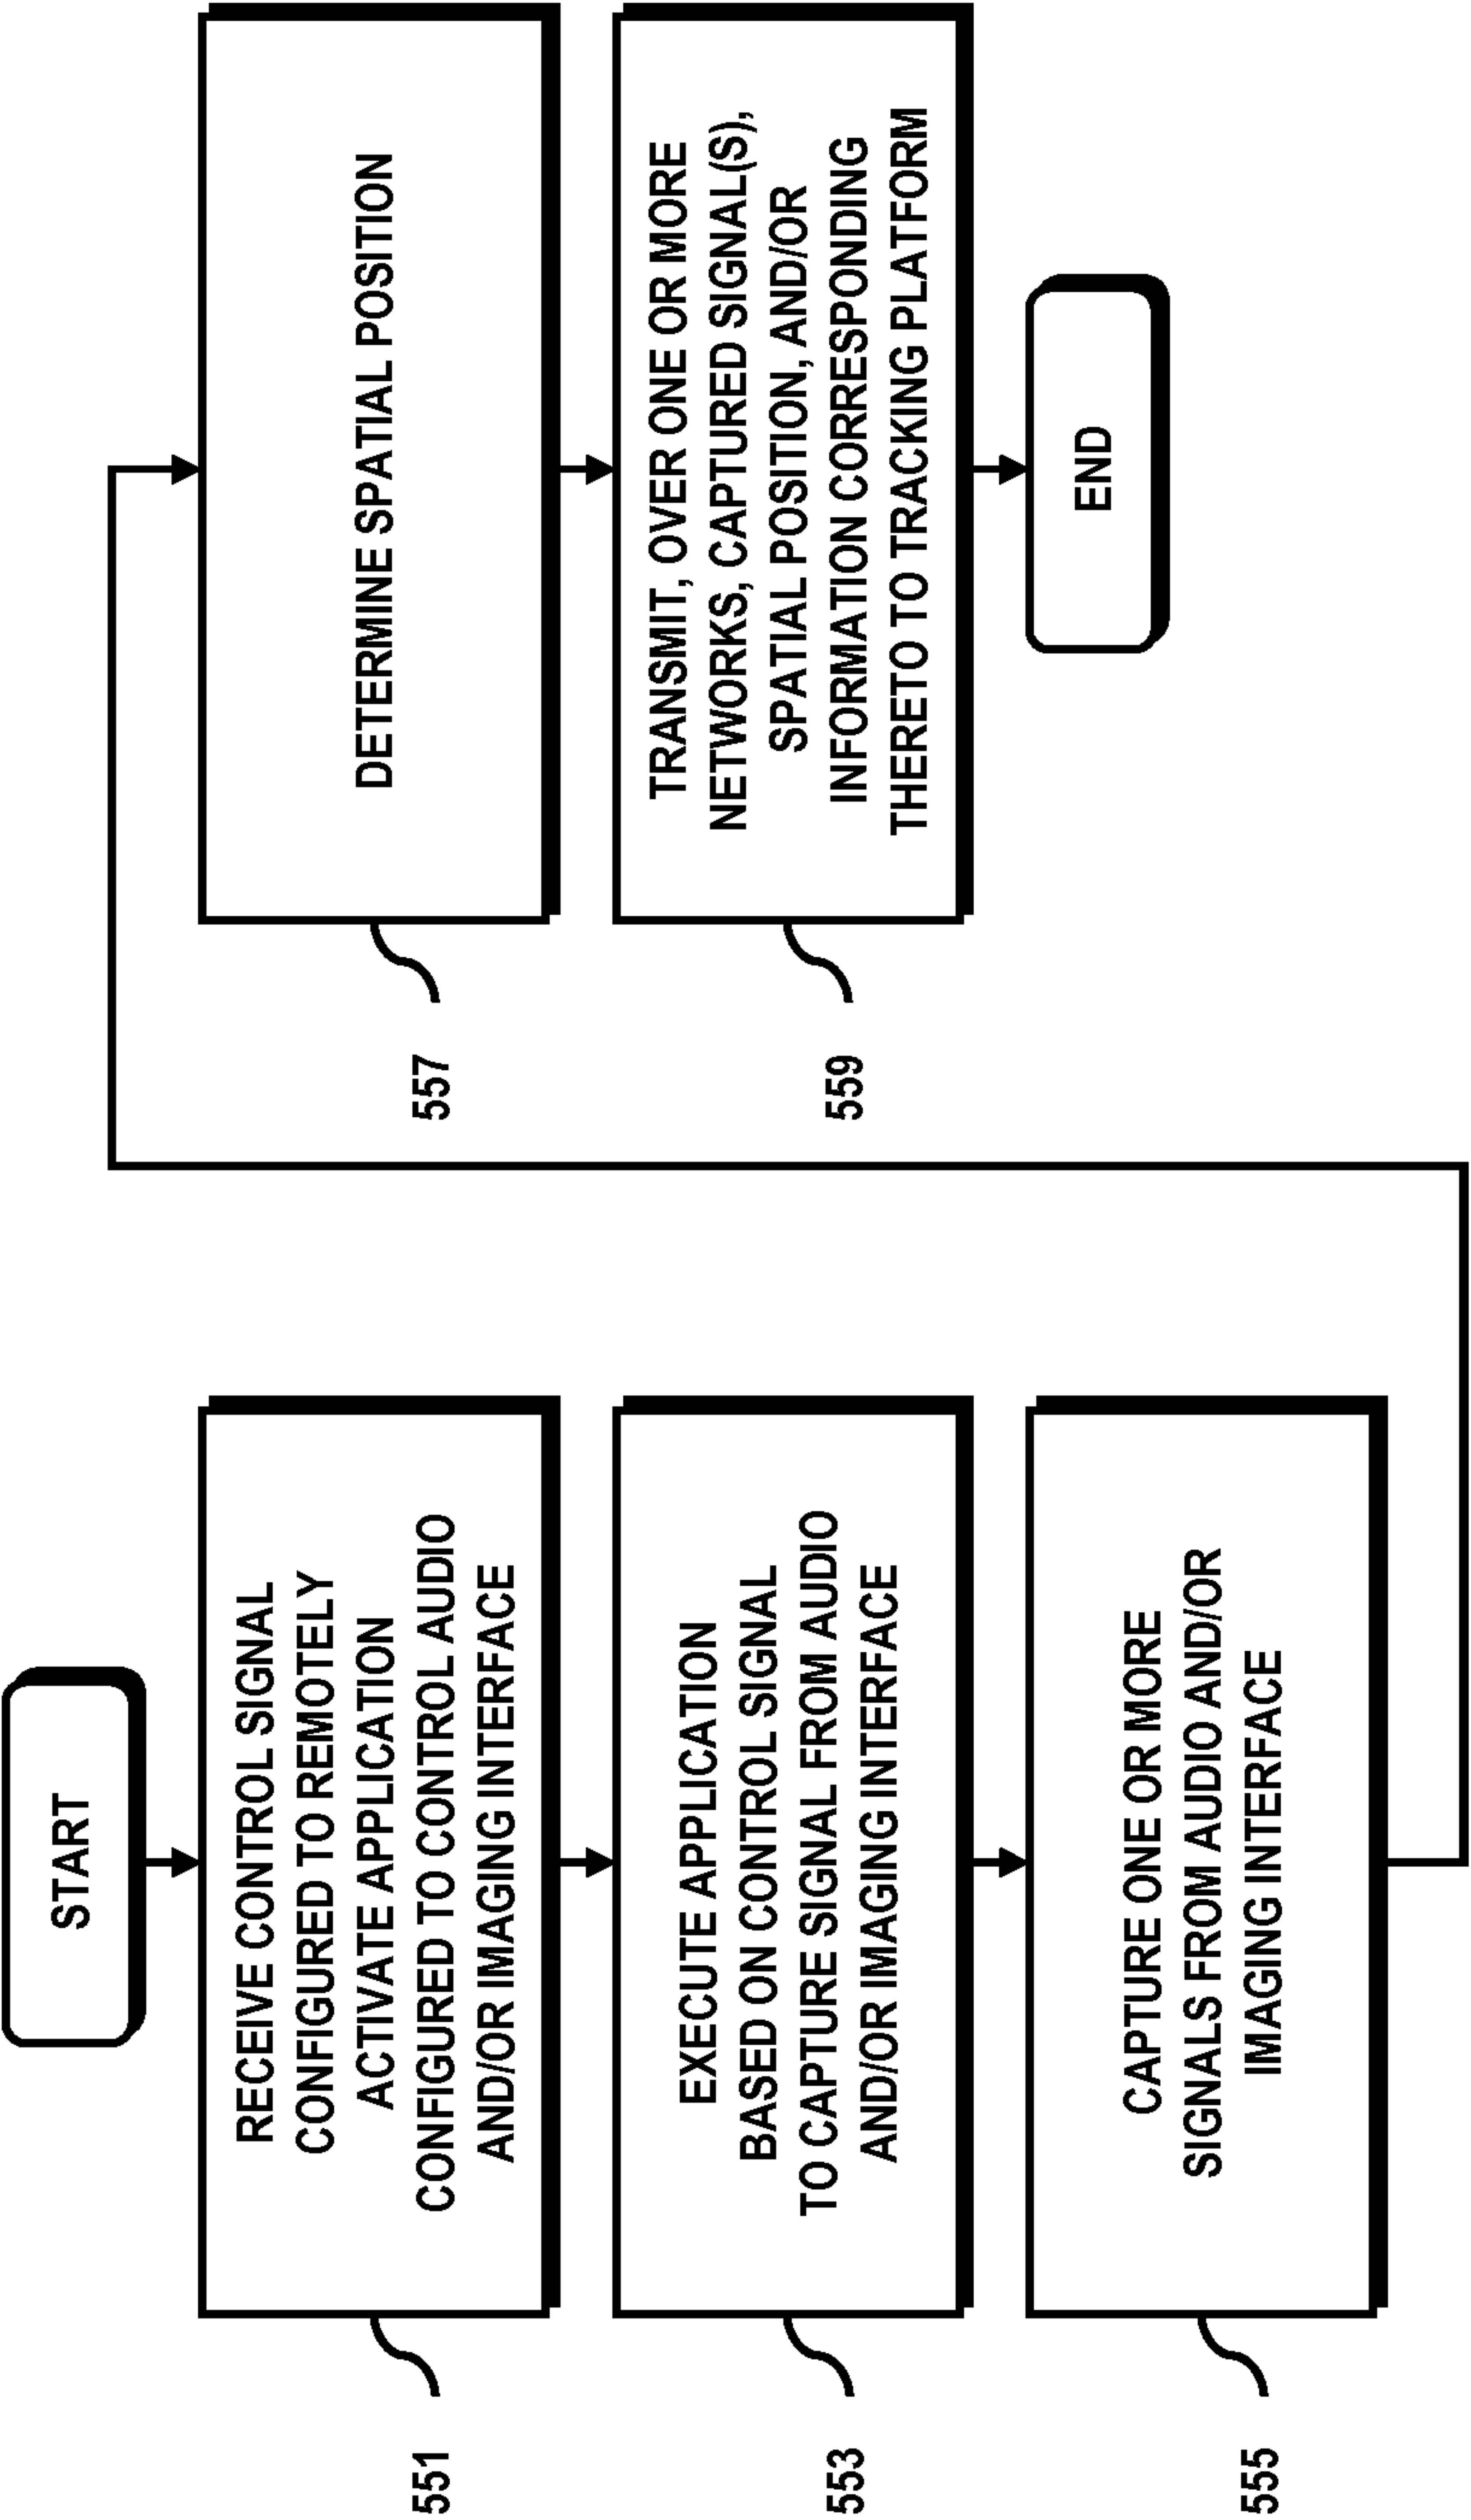 START
RECEIVE CONTROL SIGNAL
CONFIGURED TO REMOTELY
ACTIVATE APPLICATION
CONFIGURED TO CONTROL AUDIO
AND/OR IMAGING INTERFACE
551
EXECUTE APPLICATION
BASED ON CONTROL SIGNAL
TO CAPTURE SIGNAL FROM AUDIO
AND/OR IMAGING INTERFACE
553
CAPTURE ONE OR MORE
SIGNALS FROM AUDIO AND/OR
IMAGING INTERFACE
555
DETERMINE SPATIAL POSITION
557
TRANSMIT, OVER ONE OR MORE
NETWORKS, CAPTURED SIGNAL(S),
SPATIAL POSITION, AND/OR
INFORMATION CORRESPONDING
THERETO TO TRACKING PLATFORM
559
END